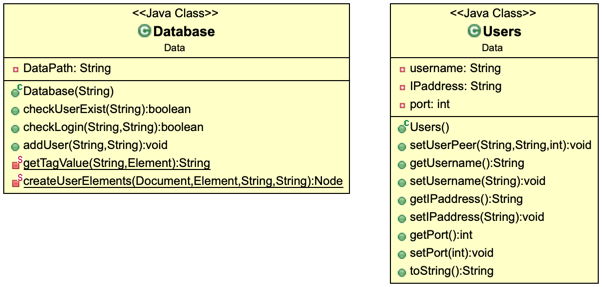 <<Java Class>>
Database
Data
DataPath: String
Database(String)
checkUserExist(String):boolean
checkLogin(String,String):boolean
addUser(String,String):void
getTagValue(String,Element):String
createUserElements(Document,Element,String,String):Node
<<Java Class>>
Users
Data
username: String
IPaddress: String
port: int
Users()
setUserPeer(String,String,int):void
getUsername():String
setUsername(String):void
getIPaddress():String
setIPaddress(String):void
getPort():int
setPort(int):void
toString():String